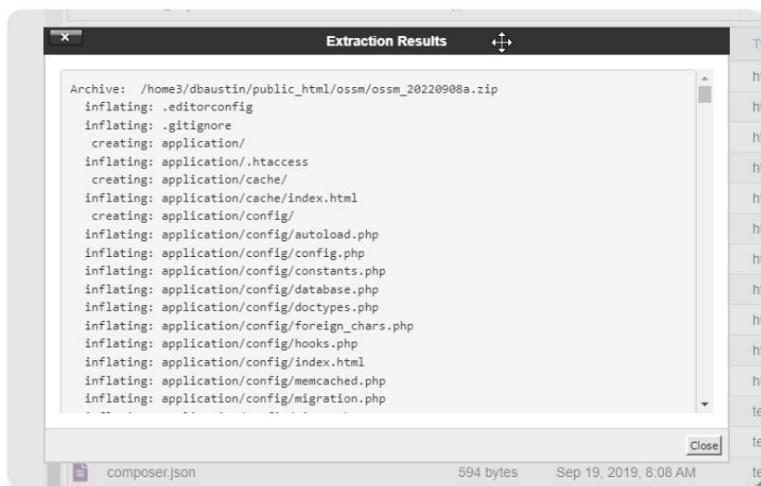 Extraction Results
Archive:  /home3/dbaustin/public_html/ossm/ossm_20220908a.zip
inflating: .editorconfig
inflating: .gitignore
creating: application/
inflating: application/.htaccess
creating: application/cache/
inflating: application/cache/index.html
creating: application/config/
inflating: application/config/autoload.php
inflating: application/config/config.php
inflating: application/config/constants.php
inflating: application/config/database.php
inflating: application/config/doctypes.php
inflating: application/config/foreign_chars.php
inflating: application/config/hooks.php
inflating: application/config/index.html
inflating: application/config/memcached.php
inflating: application/config/migration.php
Close
composer.json 594 bytes Sep 19, 2019, 8:08 AM